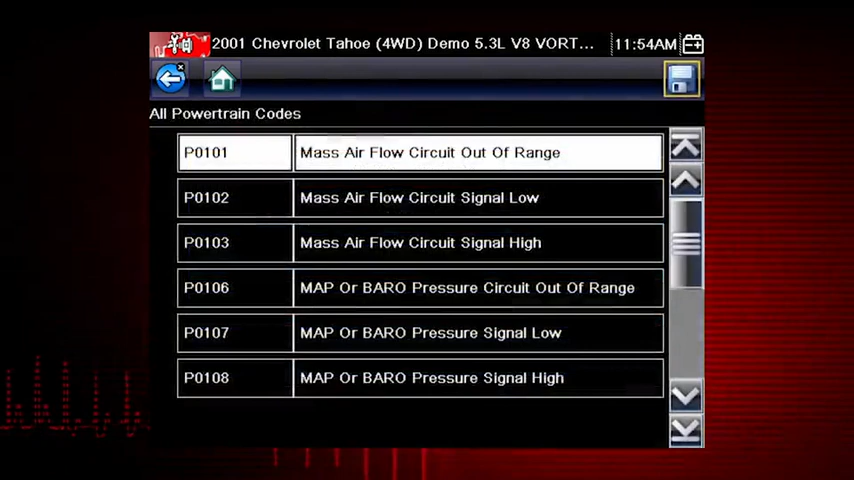 2001 Chevrolet Tahoe (4WD) Demo 5.3L V8 VORT... 11:54AM
All Powertrain Codes
P0101 Mass Air Flow Circuit Out Of Range
P0102 Mass Air Flow Circuit Signal Low
P0103 Mass Air Flow Circuit Signal High
P0106 MAP Or BARO Pressure Circuit Out Of Range
P0107 MAP Or BARO Pressure Signal Low
P0108 MAP Or BARO Pressure Signal High